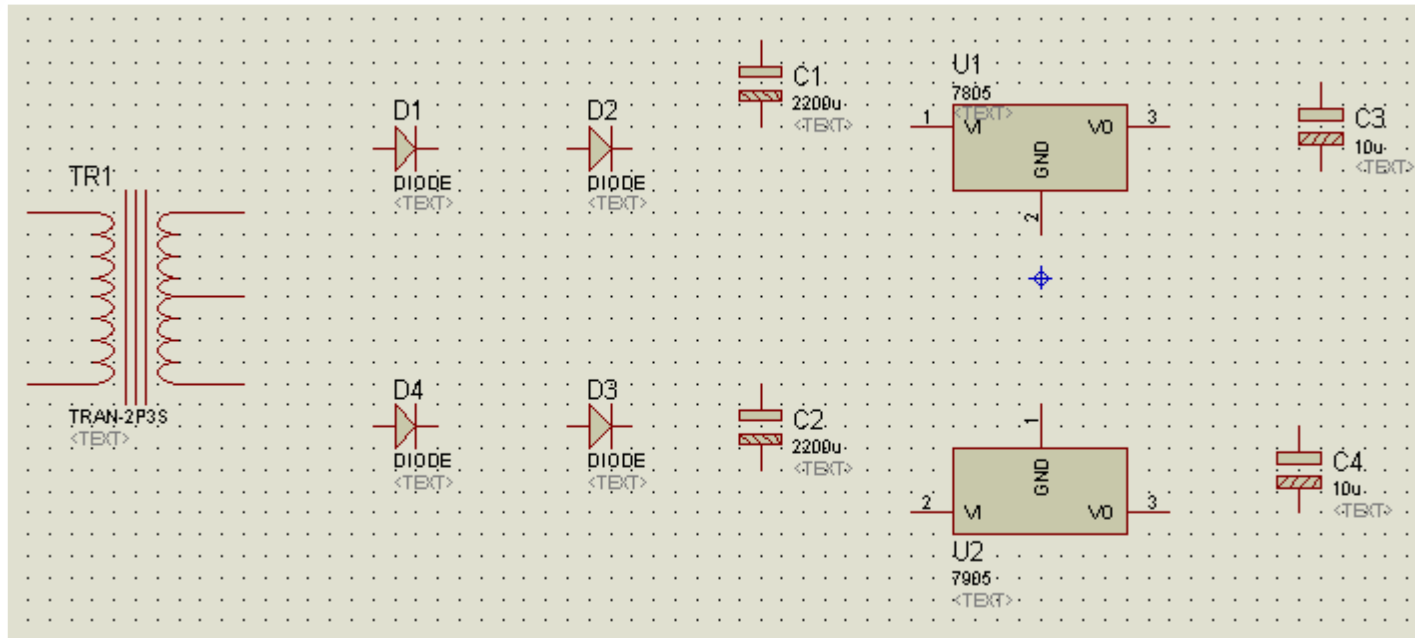 TR1
TRAN-2P3S
<TEXT>
D1
DIODE
<TEXT>
D2
DIODE
<TEXT>
C1
2200u
<TEXT>
U1
7805
<TEXT>
1
VI
VO
3
GND
2
C3
10u
<TEXT>
D4
DIODE
<TEXT>
D3
DIODE
<TEXT>
C2
2200u
<TEXT>
1
GND
2
VI
VO
3
U2
7905
<TEXT>
C4
10u
<TEXT>